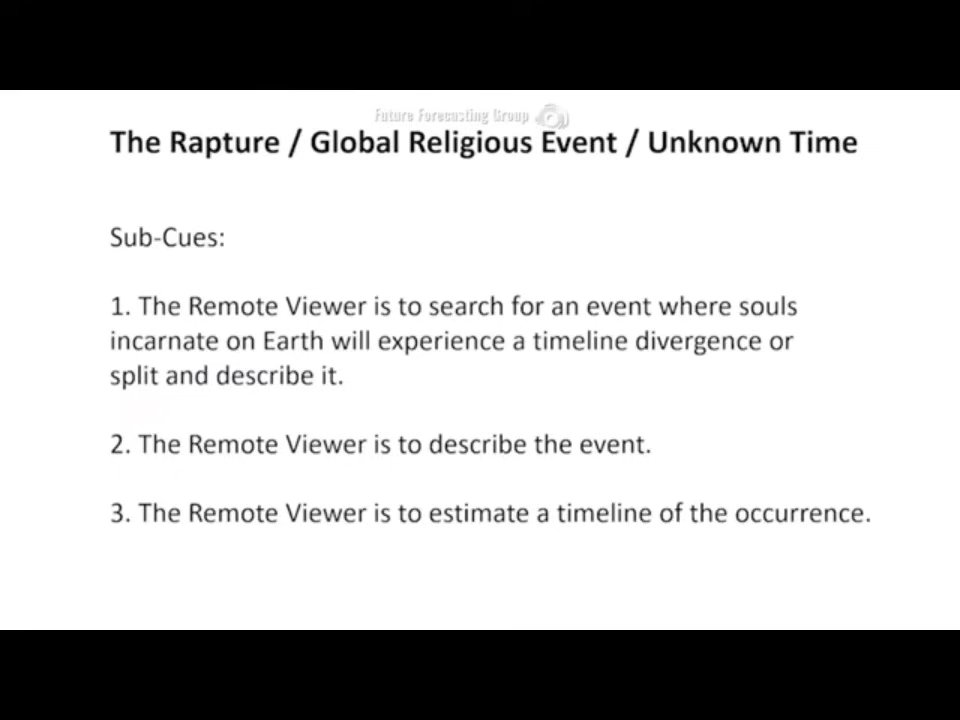 Future Forecasting Group
The Rapture / Global Religious Event / Unknown Time
Sub-Cues:
1. The Remote Viewer is to search for an event where souls
incarnate on Earth will experience a timeline divergence or
split and describe it.
2. The Remote Viewer is to describe the event.
3. The Remote Viewer is to estimate a timeline of the occurrence.